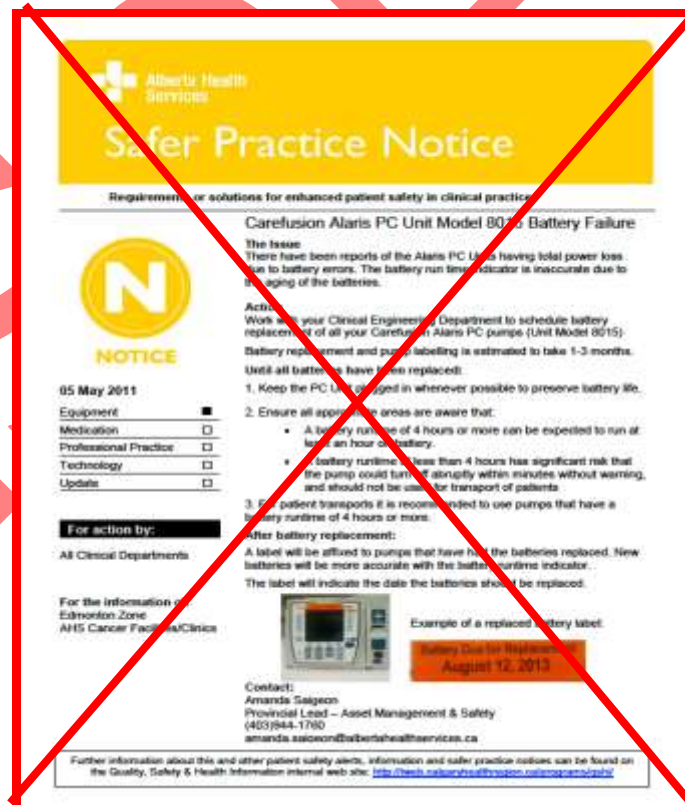 Alberta Health
Services
Safer Practice Notice
Requirements or solutions for enhanced patient safety in clinical practice
Carefusion Alaris PC Unit Model 8015 Battery Failure
The Issue
There have been reports of the Alaris PC Units having total power loss
due to battery errors. The battery run time indicator is inaccurate due to
the aging of the batteries.
N
NOTICE
Action
Work with your Clinical Engineering Department to schedule battery
replacement of all your Carefusion Alaris PC pumps (Unit Model 8015)
Battery replacement and pump labelling is estimated to take 1-3 months.
Until all batteries have been replaced:
1. Keep the PC Unit plugged in whenever possible to preserve battery life.
2. Ensure all appropriate areas are aware that:
• A battery runtime of 4 hours or more can be expected to run at
least an hour on battery.
• A battery runtime of less than 4 hours has significant risk that
the pump could turn off abruptly within minutes without warning,
and should not be used for transport of patients
3. For patient transports it is recommended to use pumps that have a
battery runtime of 4 hours or more.
After battery replacement:
A label will be affixed to pumps that have had the batteries replaced. New
batteries will be more accurate with the battery runtime indicator.
The label will indicate the date the batteries should be replaced.
05 May 2011
Equipment ■
Medication □
Professional Practice □
Technology □
Update □
For action by:
All Clinical Departments
For the information of:
Edmonton Zone
AHS Cancer Facilities/Clinics
Example of a replaced battery label:
Battery Due for Replacement
August 12, 2013
Contact:
Amanda Saigeon
Provincial Lead – Asset Management & Safety
(403)944-1760
amanda.saigeon@albertahealthservices.ca
Further information about this and other patient safety alerts, information and safer practice notices can be found on
the Quality, Safety & Health Information internal web site: